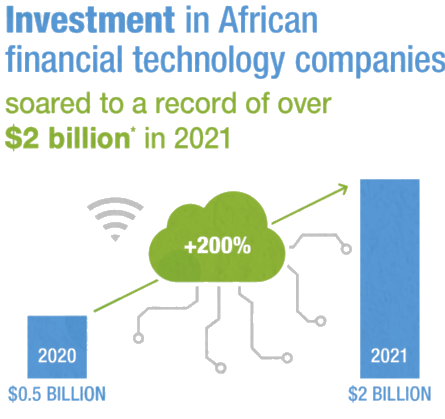 Investment in African
financial technology companies
soared to a record of over
$2 billion* in 2021
+200%
2020
2021
$0.5 BILLION
$2 BILLION